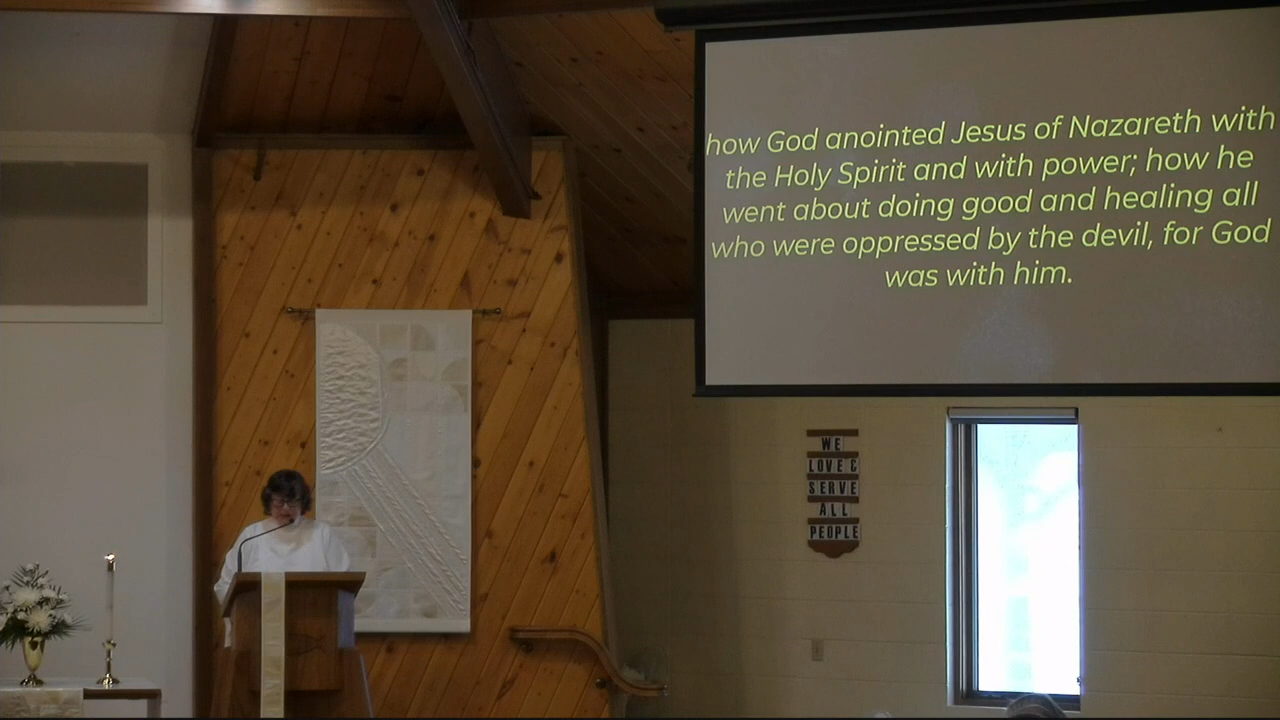 how God anointed Jesus of Nazareth with
the Holy Spirit and with power; how he
went about doing good and healing all
who were oppressed by the devil, for God
was with him.
WE
LOVE &
SERVE
ALL
PEOPLE